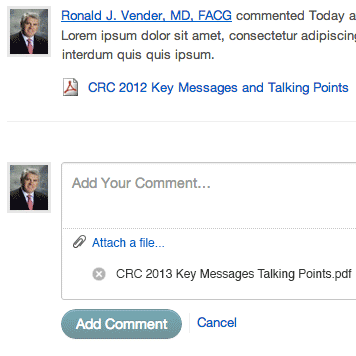 Ronald J. Vender, MD, FACG commented Today a
Lorem ipsum dolor sit amet, consectetur adipiscing
interdum quis quis ipsum.
CRC 2012 Key Messages and Talking Points
Add Your Comment...
Attach a file...
CRC 2013 Key Messages Talking Points.pdf
Add Comment
Cancel